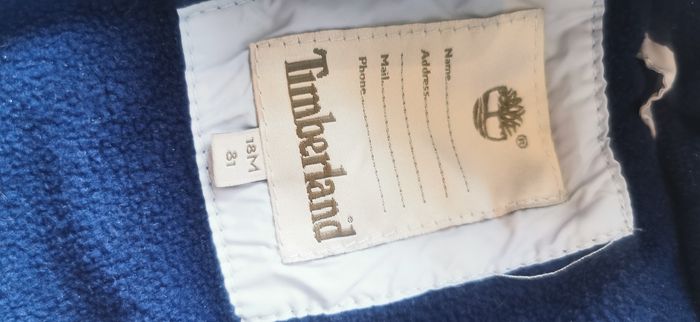 ®
Name
Address
Mail
Phone
Timberland®
18M
81